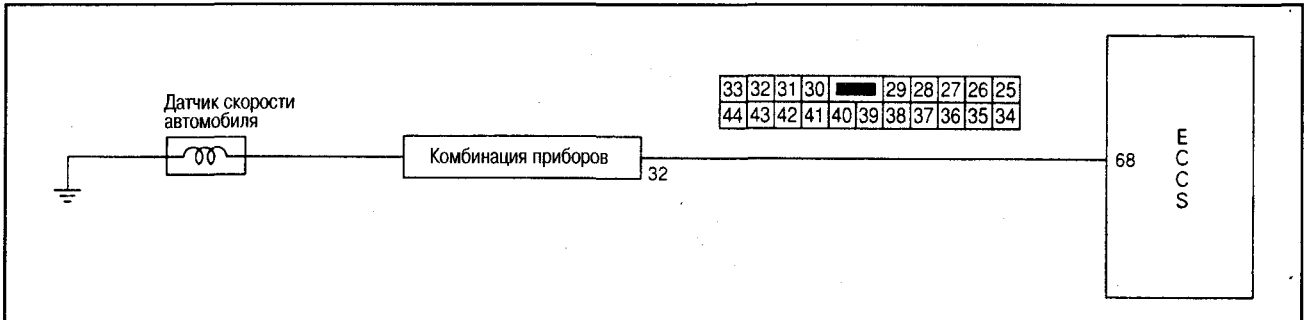 33 32 31 30 29 28 27 26 25
44 43 42 41 40 39 38 37 36 35 34
Датчик скорости
автомобиля
Комбинация приборов
32
68
E
C
C
S